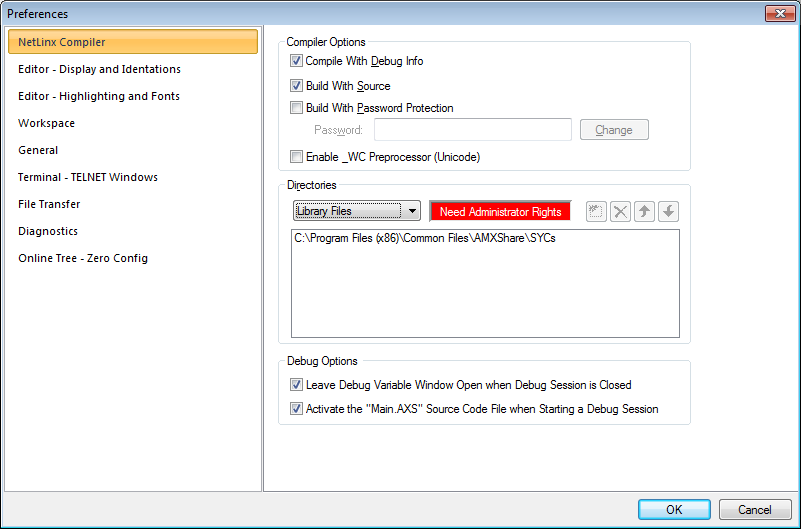 Preferences
NetLinx Compiler
Editor - Display and Identations
Editor - Highlighting and Fonts
Workspace
General
Terminal - TELNET Windows
File Transfer
Diagnostics
Online Tree - Zero Config
Compiler Options
Compile With Debug Info
Build With Source
Build With Password Protection
Password:
Change
Enable _WC Preprocessor (Unicode)
Directories
Library Files
Need Administrator Rights
C:\Program Files (x86)\Common Files\AMXShare\SYCs
Debug Options
Leave Debug Variable Window Open when Debug Session is Closed
Activate the "Main.AXS" Source Code File when Starting a Debug Session
OK
Cancel